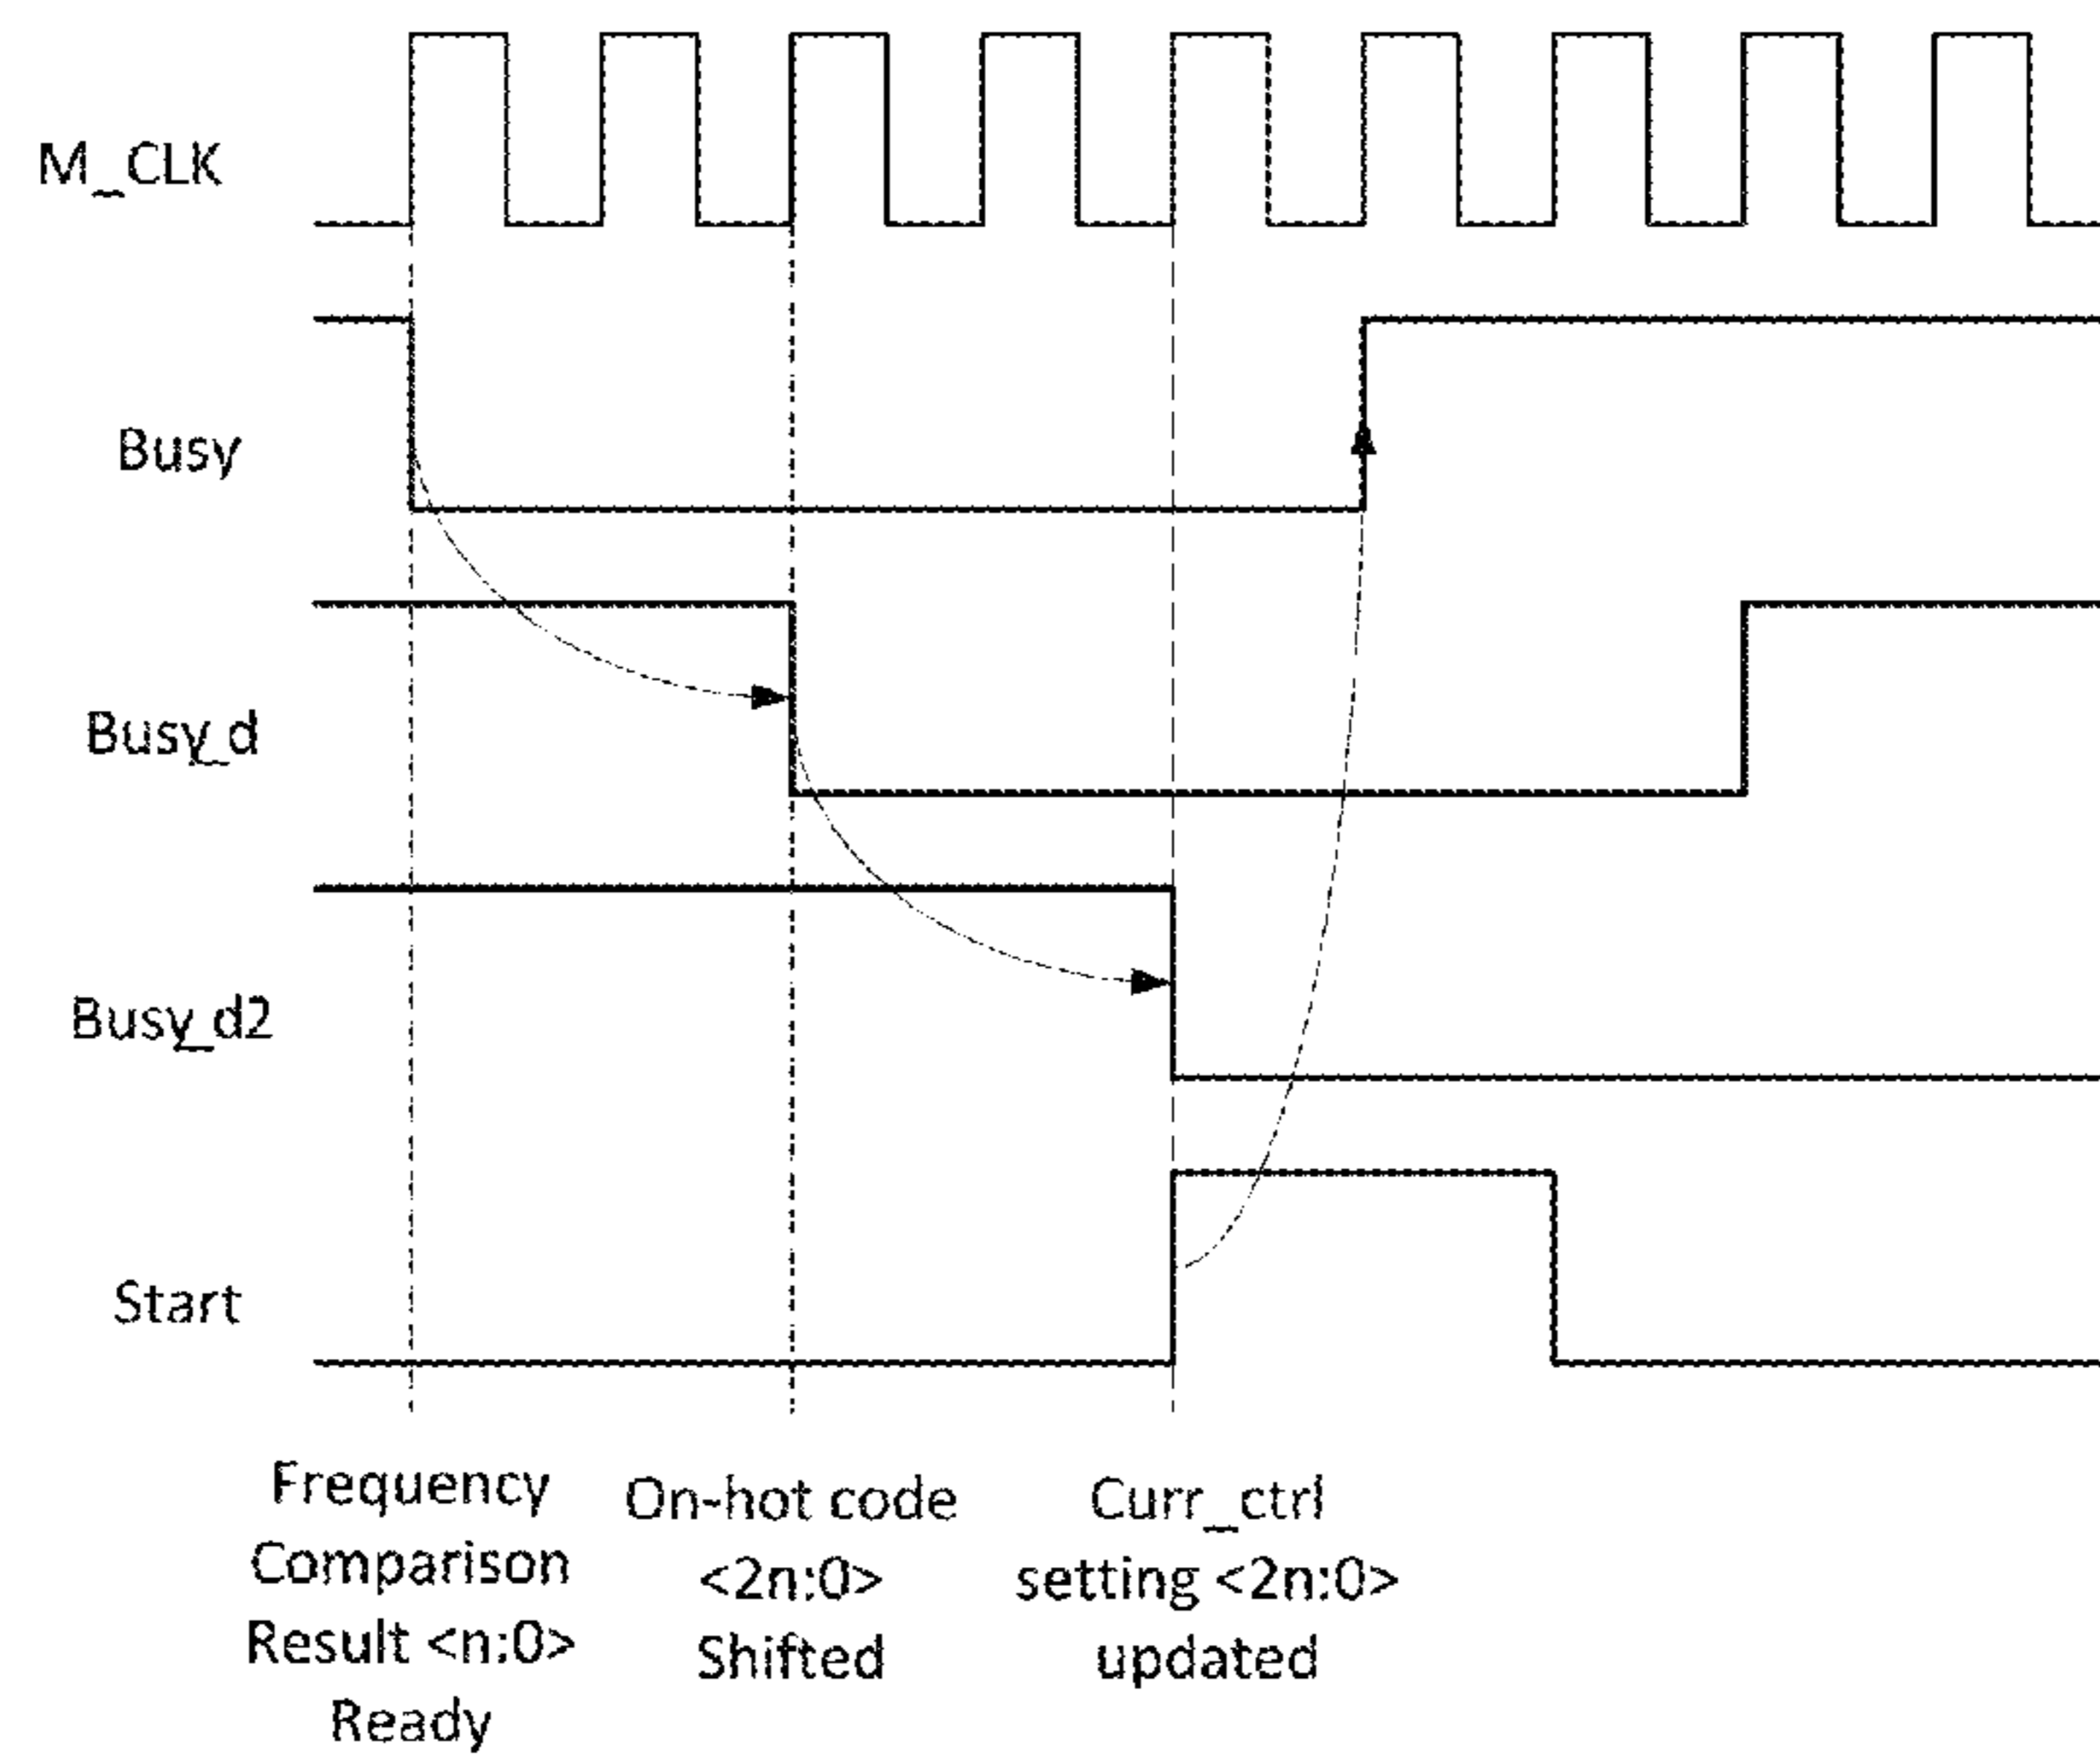 M_CLK
Busy
Busy_d
Busy_d2
Start
Frequency
Comparison
Result <n:0>
Ready
On-hot code
<2n:0>
Shifted
Curr_ctrl
setting <2n:0>
updated